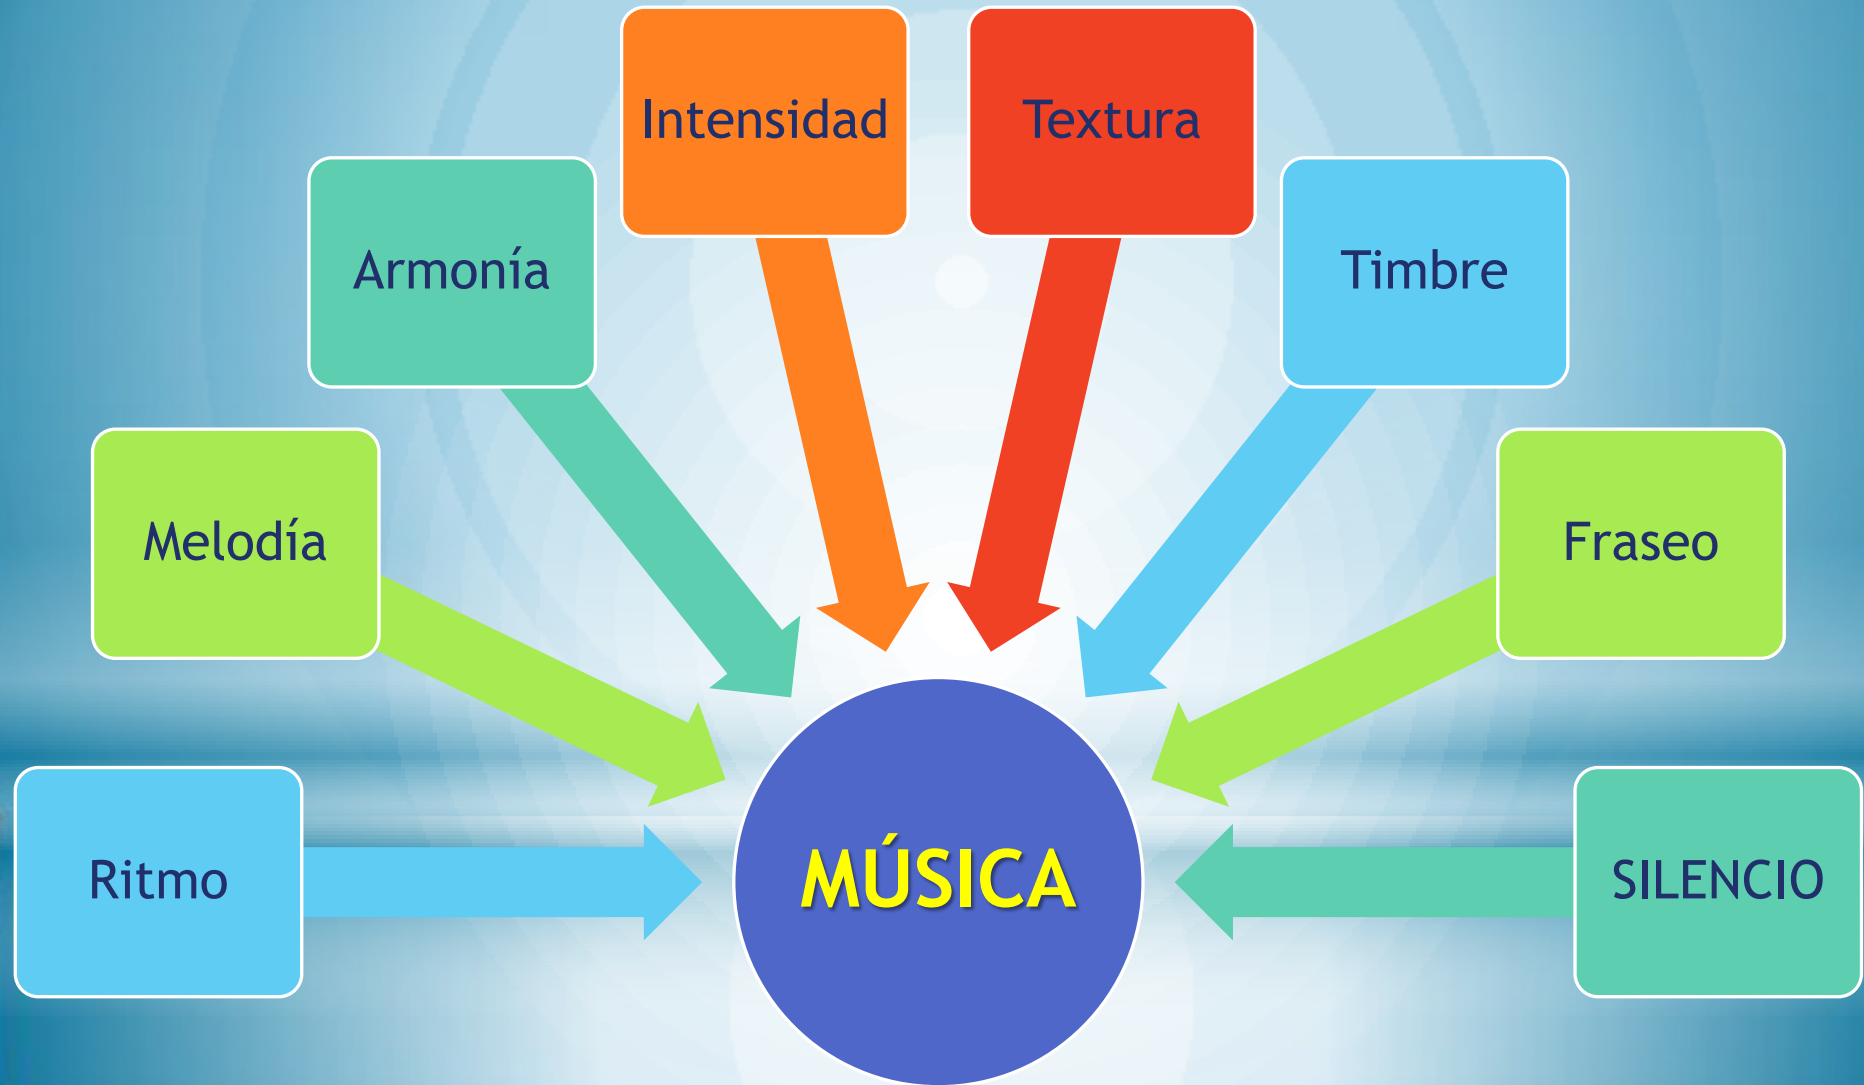 Intensidad
Textura
Armonía
Timbre
Melodía
Fraseo
Ritmo
MÚSICA
SILENCIO